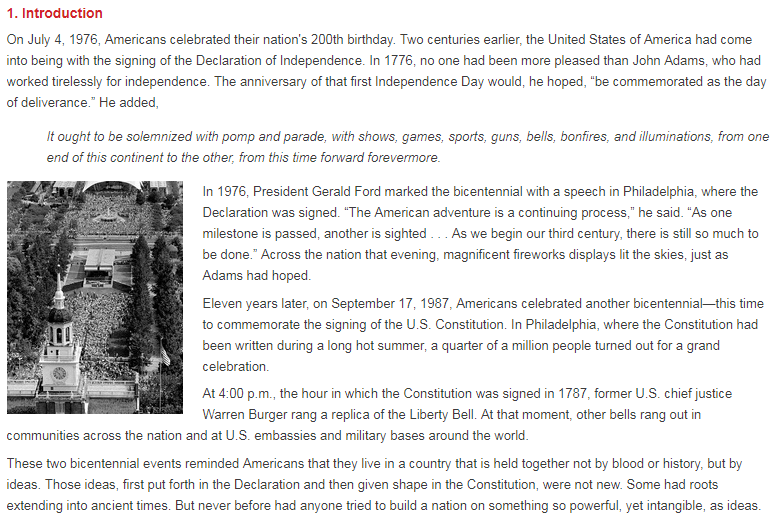 1. Introduction
On July 4, 1976, Americans celebrated their nation's 200th birthday. Two centuries earlier, the United States of America had come
into being with the signing of the Declaration of Independence. In 1776, no one had been more pleased than John Adams, who had
worked tirelessly for independence. The anniversary of that first Independence Day would, he hoped, “be commemorated as the day
of deliverance.” He added,
It ought to be solemnized with pomp and parade, with shows, games, sports, guns, bells, bonfires, and illuminations, from one
end of this continent to the other, from this time forward forevermore.
In 1976, President Gerald Ford marked the bicentennial with a speech in Philadelphia, where the
Declaration was signed. “The American adventure is a continuing process,” he said. “As one
milestone is passed, another is sighted . . . As we begin our third century, there is still so much to
be done.” Across the nation that evening, magnificent fireworks displays lit the skies, just as
Adams had hoped.
Eleven years later, on September 17, 1987, Americans celebrated another bicentennial—this time
to commemorate the signing of the U.S. Constitution. In Philadelphia, where the Constitution had
been written during a long hot summer, a quarter of a million people turned out for a grand
celebration.
At 4:00 p.m., the hour in which the Constitution was signed in 1787, former U.S. chief justice
Warren Burger rang a replica of the Liberty Bell. At that moment, other bells rang out in
communities across the nation and at U.S. embassies and military bases around the world.
These two bicentennial events reminded Americans that they live in a country that is held together not by blood or history, but by
ideas. Those ideas, first put forth in the Declaration and then given shape in the Constitution, were not new. Some had roots
extending into ancient times. But never before had anyone tried to build a nation on something so powerful, yet intangible, as ideas.